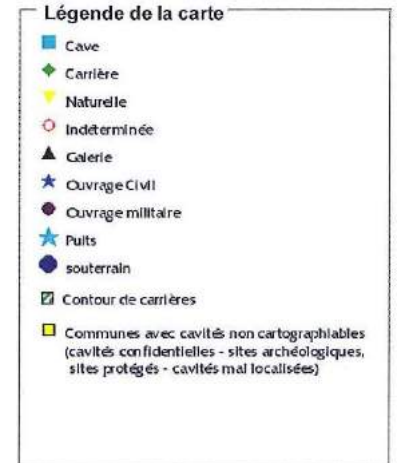 Légende de la carte
Cave
Carrière
Naturelle
Indéterminée
Galerie
Ouvrage Civil
Ouvrage militaire
Puits
souterrain
Contour de carrières
Communes avec cavités non cartographiables
(cavités confidentielles - sites archéologiques,
sites protégés - cavités mal localisées)